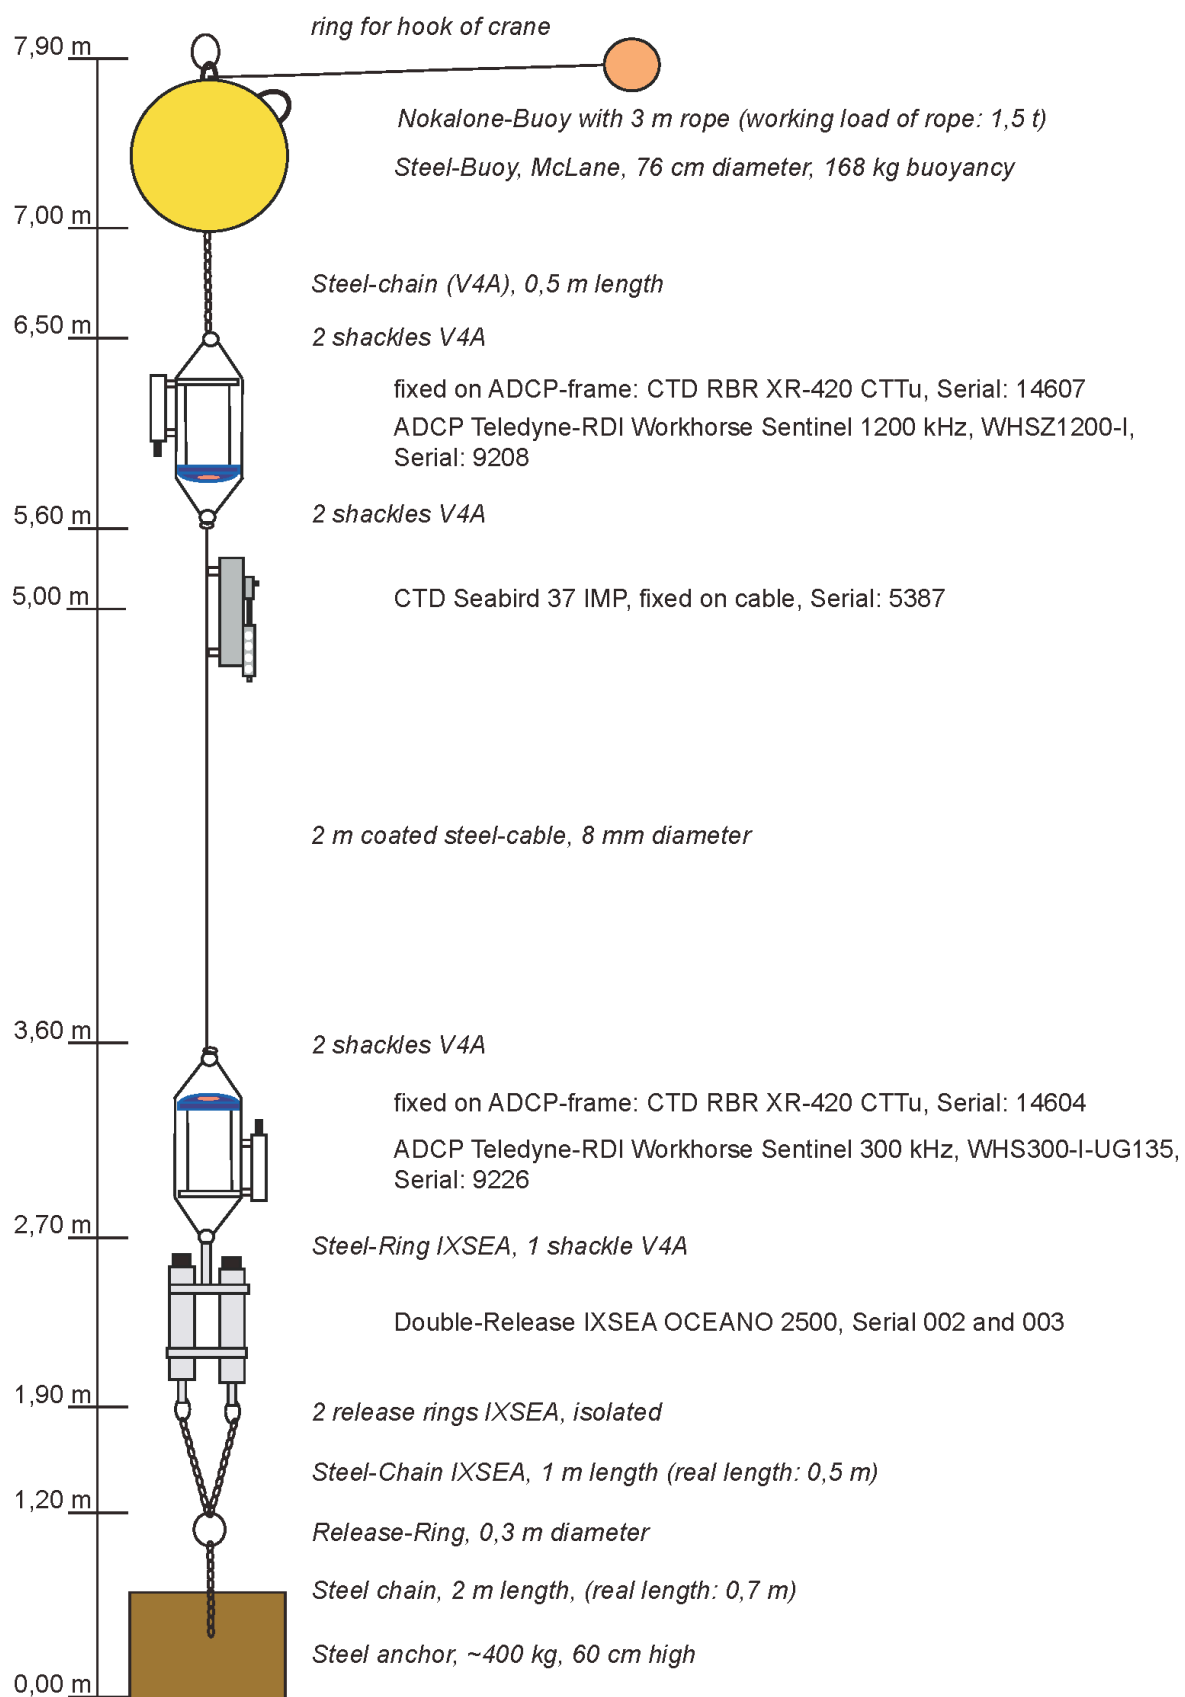 ring for hook of crane
7,90 m
Nokalone-Buoy with 3 m rope (working load of rope: 1,5 t)
Steel-Buoy, McLane, 76 cm diameter, 168 kg buoyancy
7,00 m
Steel-chain (V4A), 0,5 m length
6,50 m
2 shackles V4A
fixed on ADCP-frame: CTD RBR XR-420 CTTu, Serial: 14607
ADCP Teledyne-RDI Workhorse Sentinel 1200 kHz, WHSZ1200-I,
Serial: 9208
5,60 m
2 shackles V4A
5,00 m
CTD Seabird 37 IMP, fixed on cable, Serial: 5387
2 m coated steel-cable, 8 mm diameter
3,60 m
2 shackles V4A
fixed on ADCP-frame: CTD RBR XR-420 CTTu, Serial: 14604
ADCP Teledyne-RDI Workhorse Sentinel 300 kHz, WHS300-I-UG135,
Serial: 9226
2,70 m
Steel-Ring IXSEA, 1 shackle V4A
Double-Release IXSEA OCEANO 2500, Serial 002 and 003
1,90 m
2 release rings IXSEA, isolated
Steel-Chain IXSEA, 1 m length (real length: 0,5 m)
1,20 m
Release-Ring, 0,3 m diameter
Steel chain, 2 m length, (real length: 0,7 m)
Steel anchor, ~400 kg, 60 cm high
0,00 m